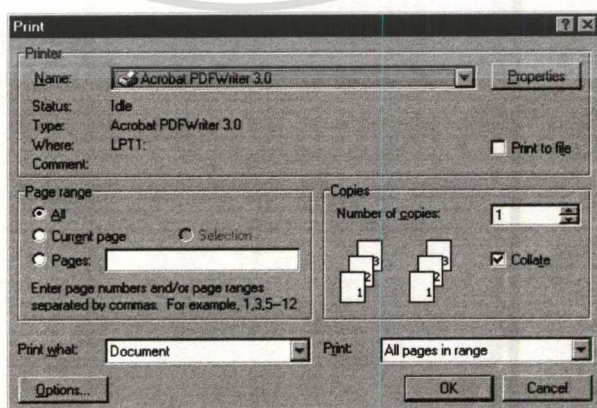 Print
Printer
Name: Acrobat PDFWriter 3.0 Properties
Status: Idle
Type: Acrobat PDFWriter 3.0
Where: LPT1: Print to file
Comment:
Page range
All
Current page Selection
Pages:
Enter page numbers and/or page ranges
separated by commas. For example, 1,3,5–12
Copies
Number of copies: 1
1 2 3 1 2 3
Collate
Print what: Document Print: All pages in range
Options... OK Cancel